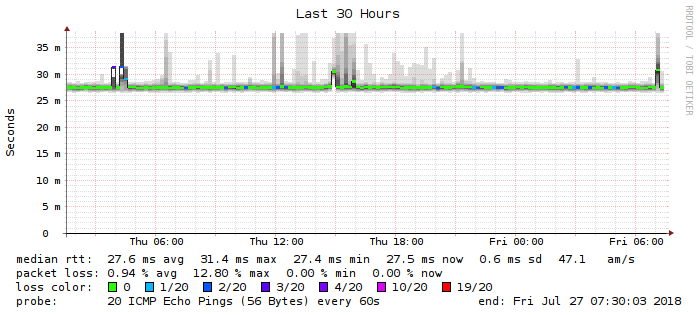 Last 30 Hours
RRDTOOL / TOBI OETIKER
Seconds
35 m
30 m
25 m
20 m
15 m
10 m
5 m
0
Thu 06:00 Thu 12:00 Thu 18:00 Fri 00:00 Fri 06:00
median rtt: 27.6 ms avg 31.4 ms max 27.4 ms min 27.5 ms now 0.6 ms sd 47.1 am/s
packet loss: 0.94 % avg 12.80 % max 0.00 % min 0.00 % now
loss color: 0 1/20 2/20 3/20 4/20 10/20 19/20
probe: 20 ICMP Echo Pings (56 Bytes) every 60s end: Fri Jul 27 07:30:03 2018